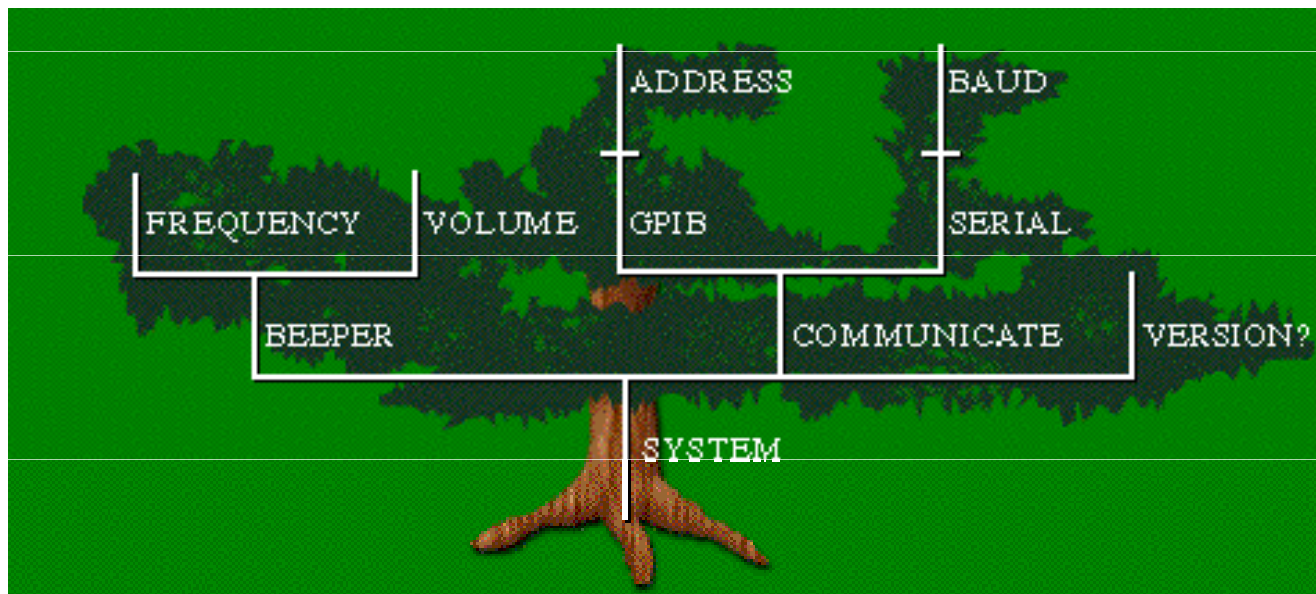 ADDRESS BAUD
FREQUENCY VOLUME GPIB SERIAL
BEEPER COMMUNICATE VERSION?
SYSTEM